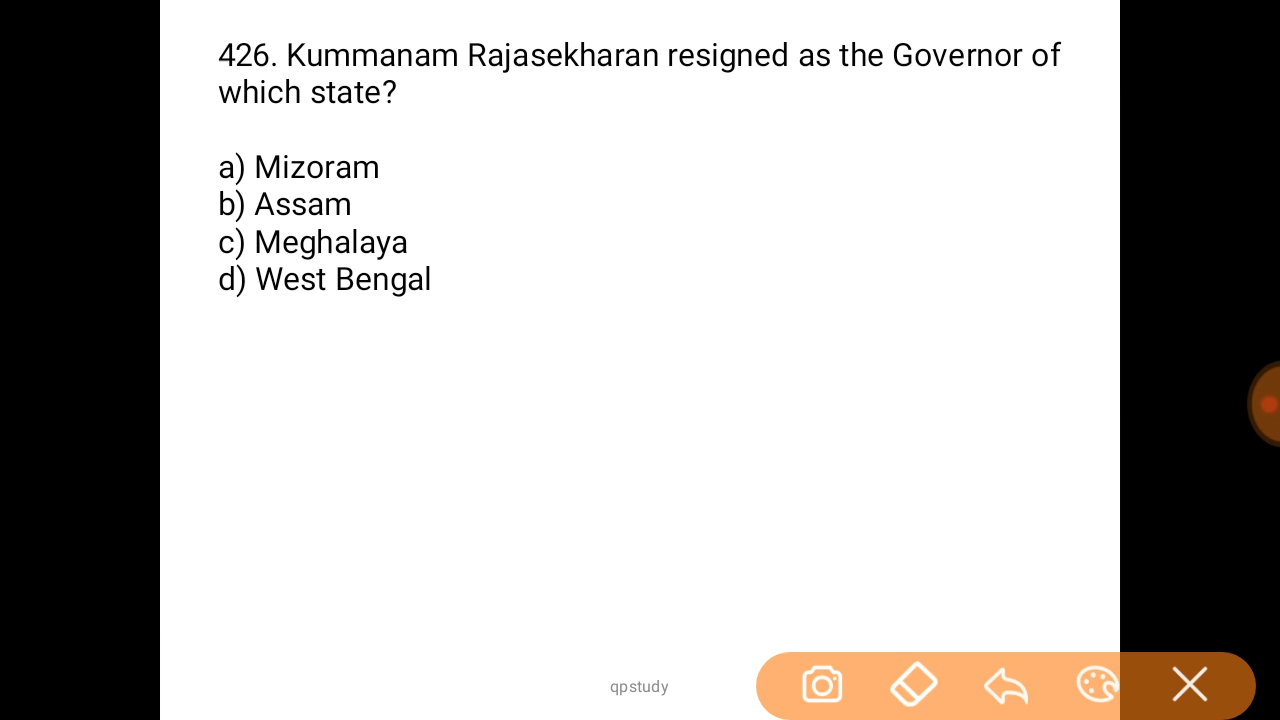 426. Kummanam Rajasekharan resigned as the Governor of
which state?
a) Mizoram
b) Assam
c) Meghalaya
d) West Bengal
qpstudy